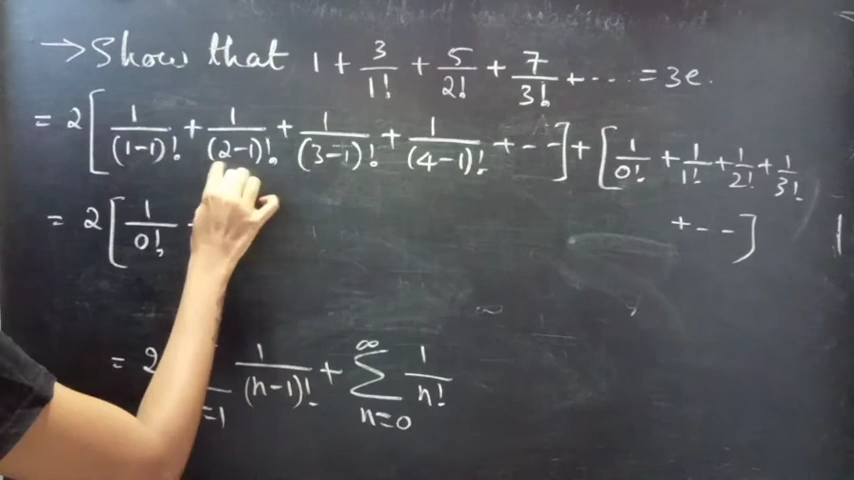 → Show that 1 + 3/1! + 5/2! + 7/3! + ---- = 3e.
= 2[1/(1-1)! + 1/(2-1)! + 1/(3-1)! + 1/(4-1)! + --] + [1/0! + 1/1! + 1/2! + 1/3!
+ --]
= 2[1/0!
= 2 =1 1/(n-1)! + ∞∑n=0 1/n!